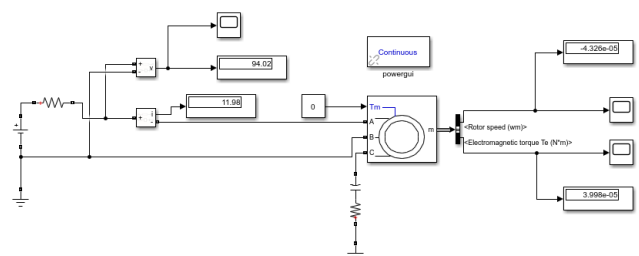 Continuous
powergui
-4.326e-05
94.02
+
-
v
11.98
0
Tm
+
i
-
A
B
C
m
<Rotor speed (wm)>
<Electromagnetic torque Te (N*m)>
+
3.998e-05